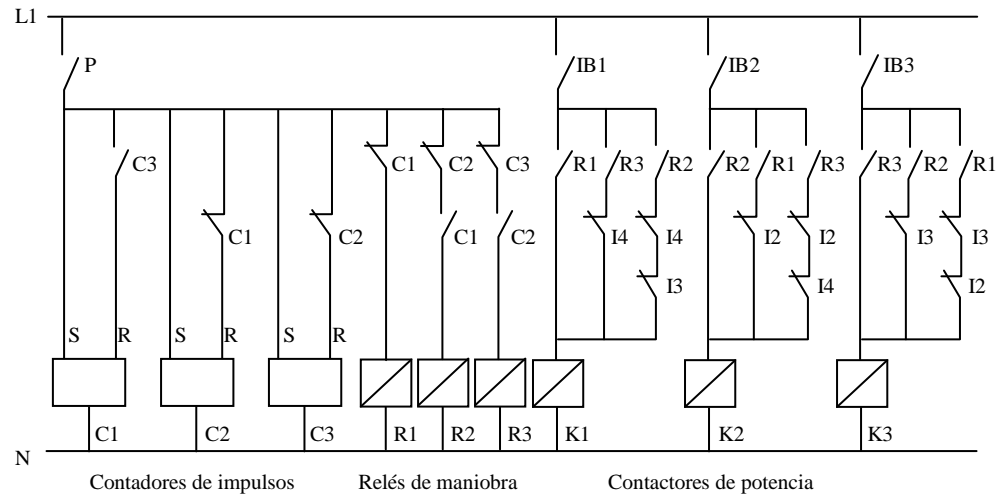 L1
P IB1 IB2 IB3
C3 C1 C2 C3 R1 R3 R2 R2 R1 R3 R3 R2 R1
C1 C2 C1 C2 I4 I4 I2 I2 I3 I3
I3 I4 I2
S R S R S R
C1 C2 C3 R1 R2 R3 K1 K2 K3
N
Contadores de impulsos Relés de maniobra Contactores de potencia